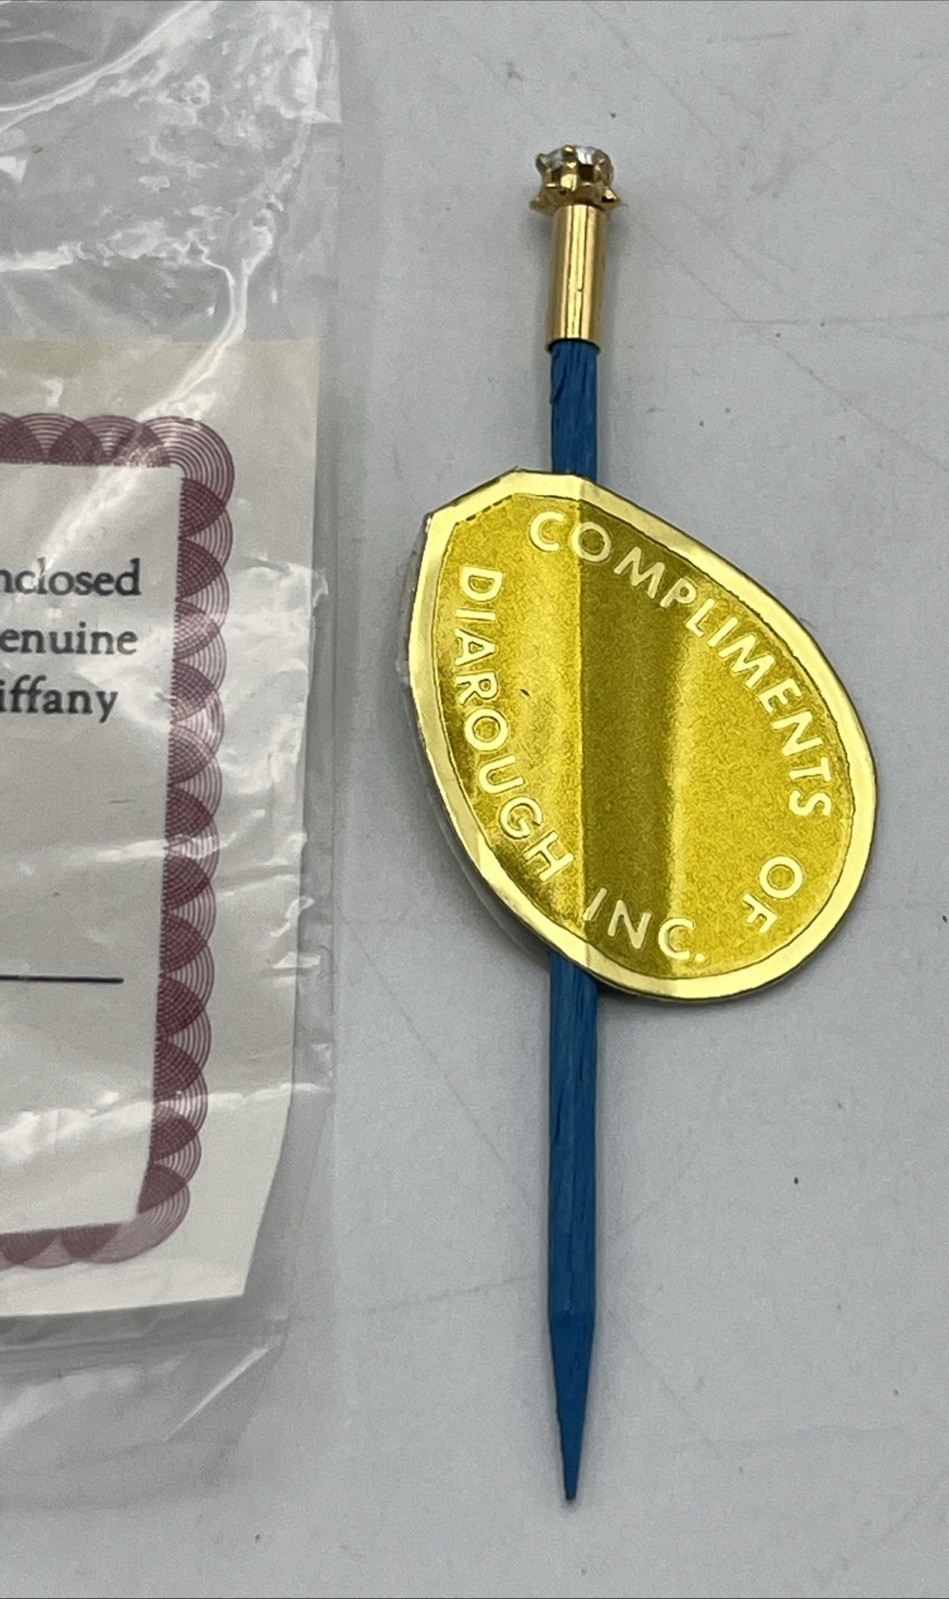 nclosed
enuine
iffany
COMPLIMENTS OF
DIAROUGH INC.